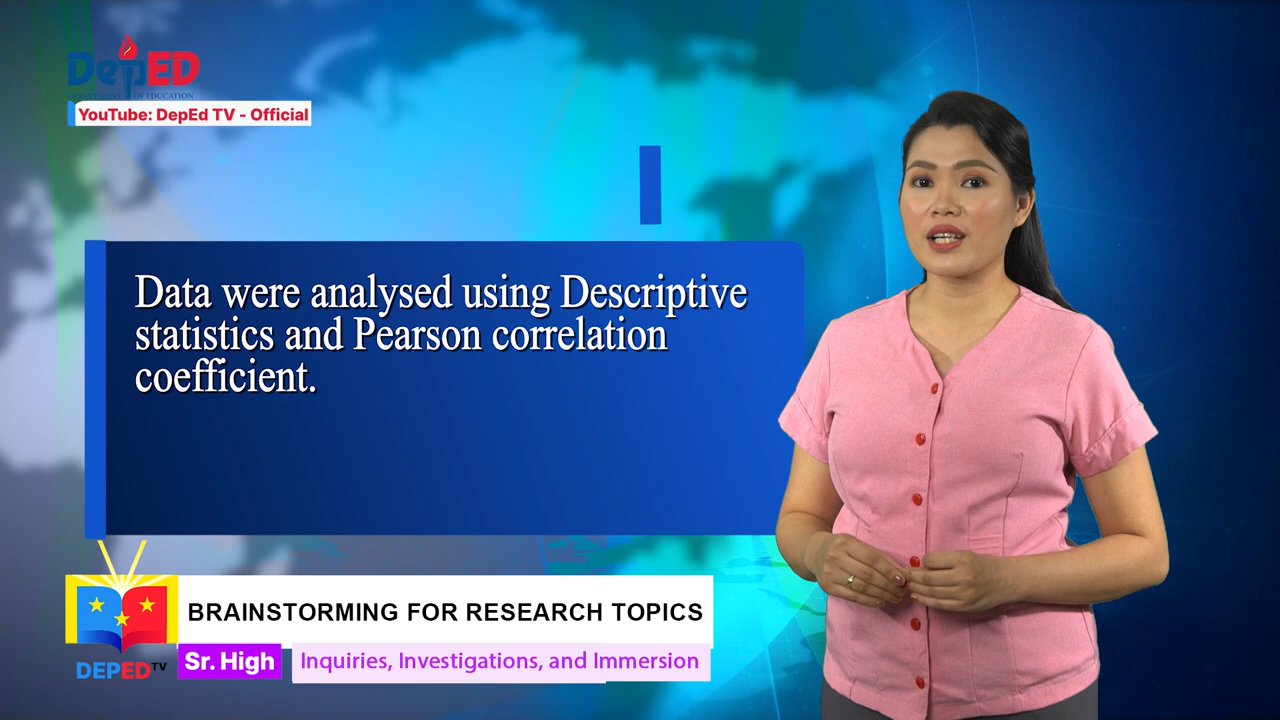 DepED
DEPARTMENT OF EDUCATION
YouTube: DepEd TV - Official
Data were analysed using Descriptive
statistics and Pearson correlation
coefficient.
BRAINSTORMING FOR RESEARCH TOPICS
DEPED TV
Sr. High
Inquiries, Investigations, and Immersion